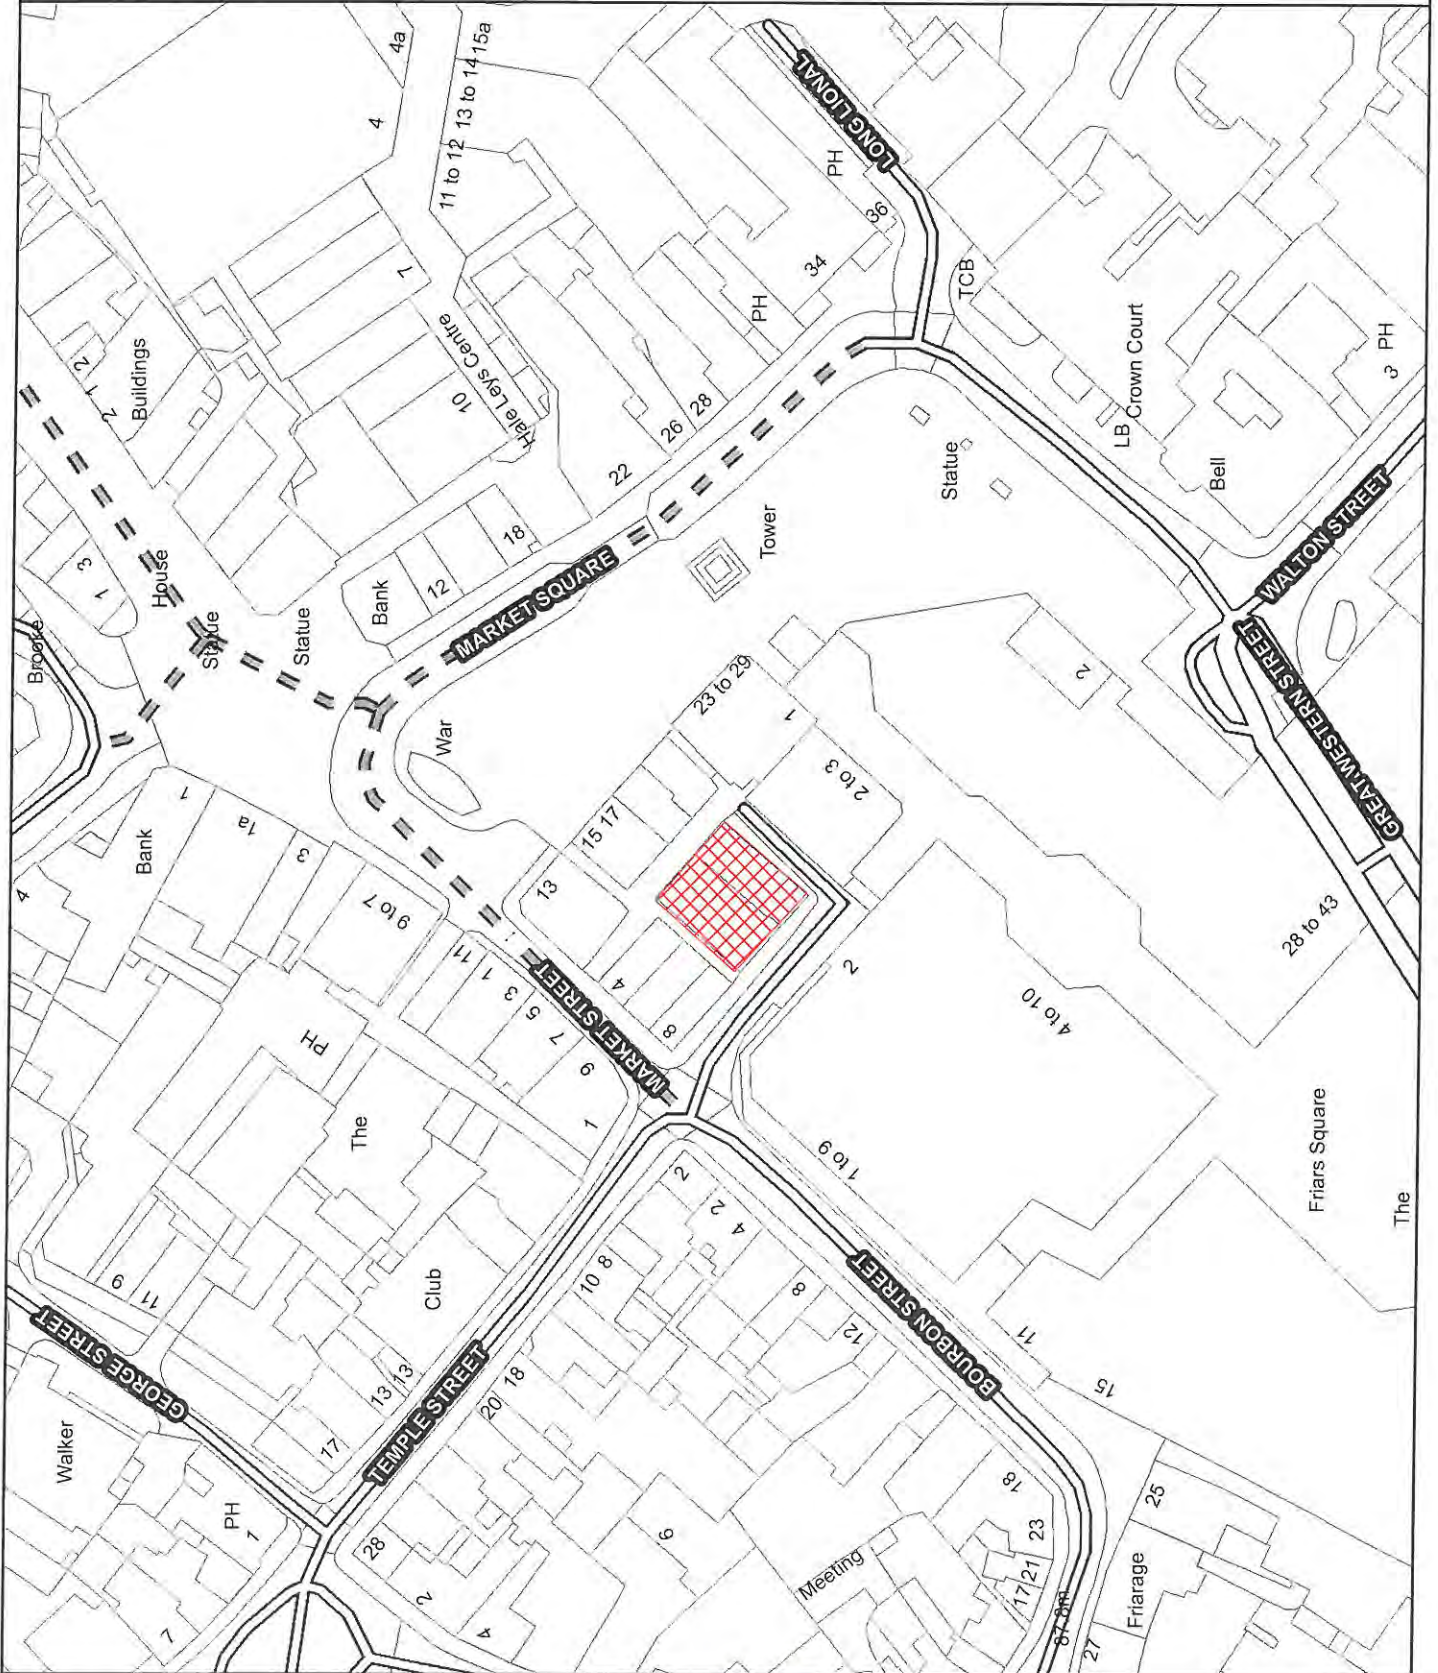 4a
4
13 to 14
15a
11 to 12
7
Hale Leys Centre
10
LONG LIONAL
PH
36
34
PH
TCB
2
1
2
Buildings
28
26
22
18
12
Bank
3
1
House
Statue
Statue
Brooke
MARKET SQUARE
Tower
Statue
LB
Crown Court
Bell
PH
3
WALTON STREET
GREAT WESTERN STREET
War
23 to 29
1
2 to 3
15
17
13
2
1
1a
3
9 to 7
Bank
4
11
1
3
5
7
9
1
MARKET STREET
4
8
2
4 to 10
28 to 43
Friars Square
The
1 to 9
PH
The
Club
9
11
GEORGE STREET
13
13
17
TEMPLE STREET
Walker
PH
1
7
28
2
4
20
18
10
8
2
2
4
8
12
BOURBON STREET
11
15
6
18
Meeting
23
21
17
87.8m
25
Friarage
27